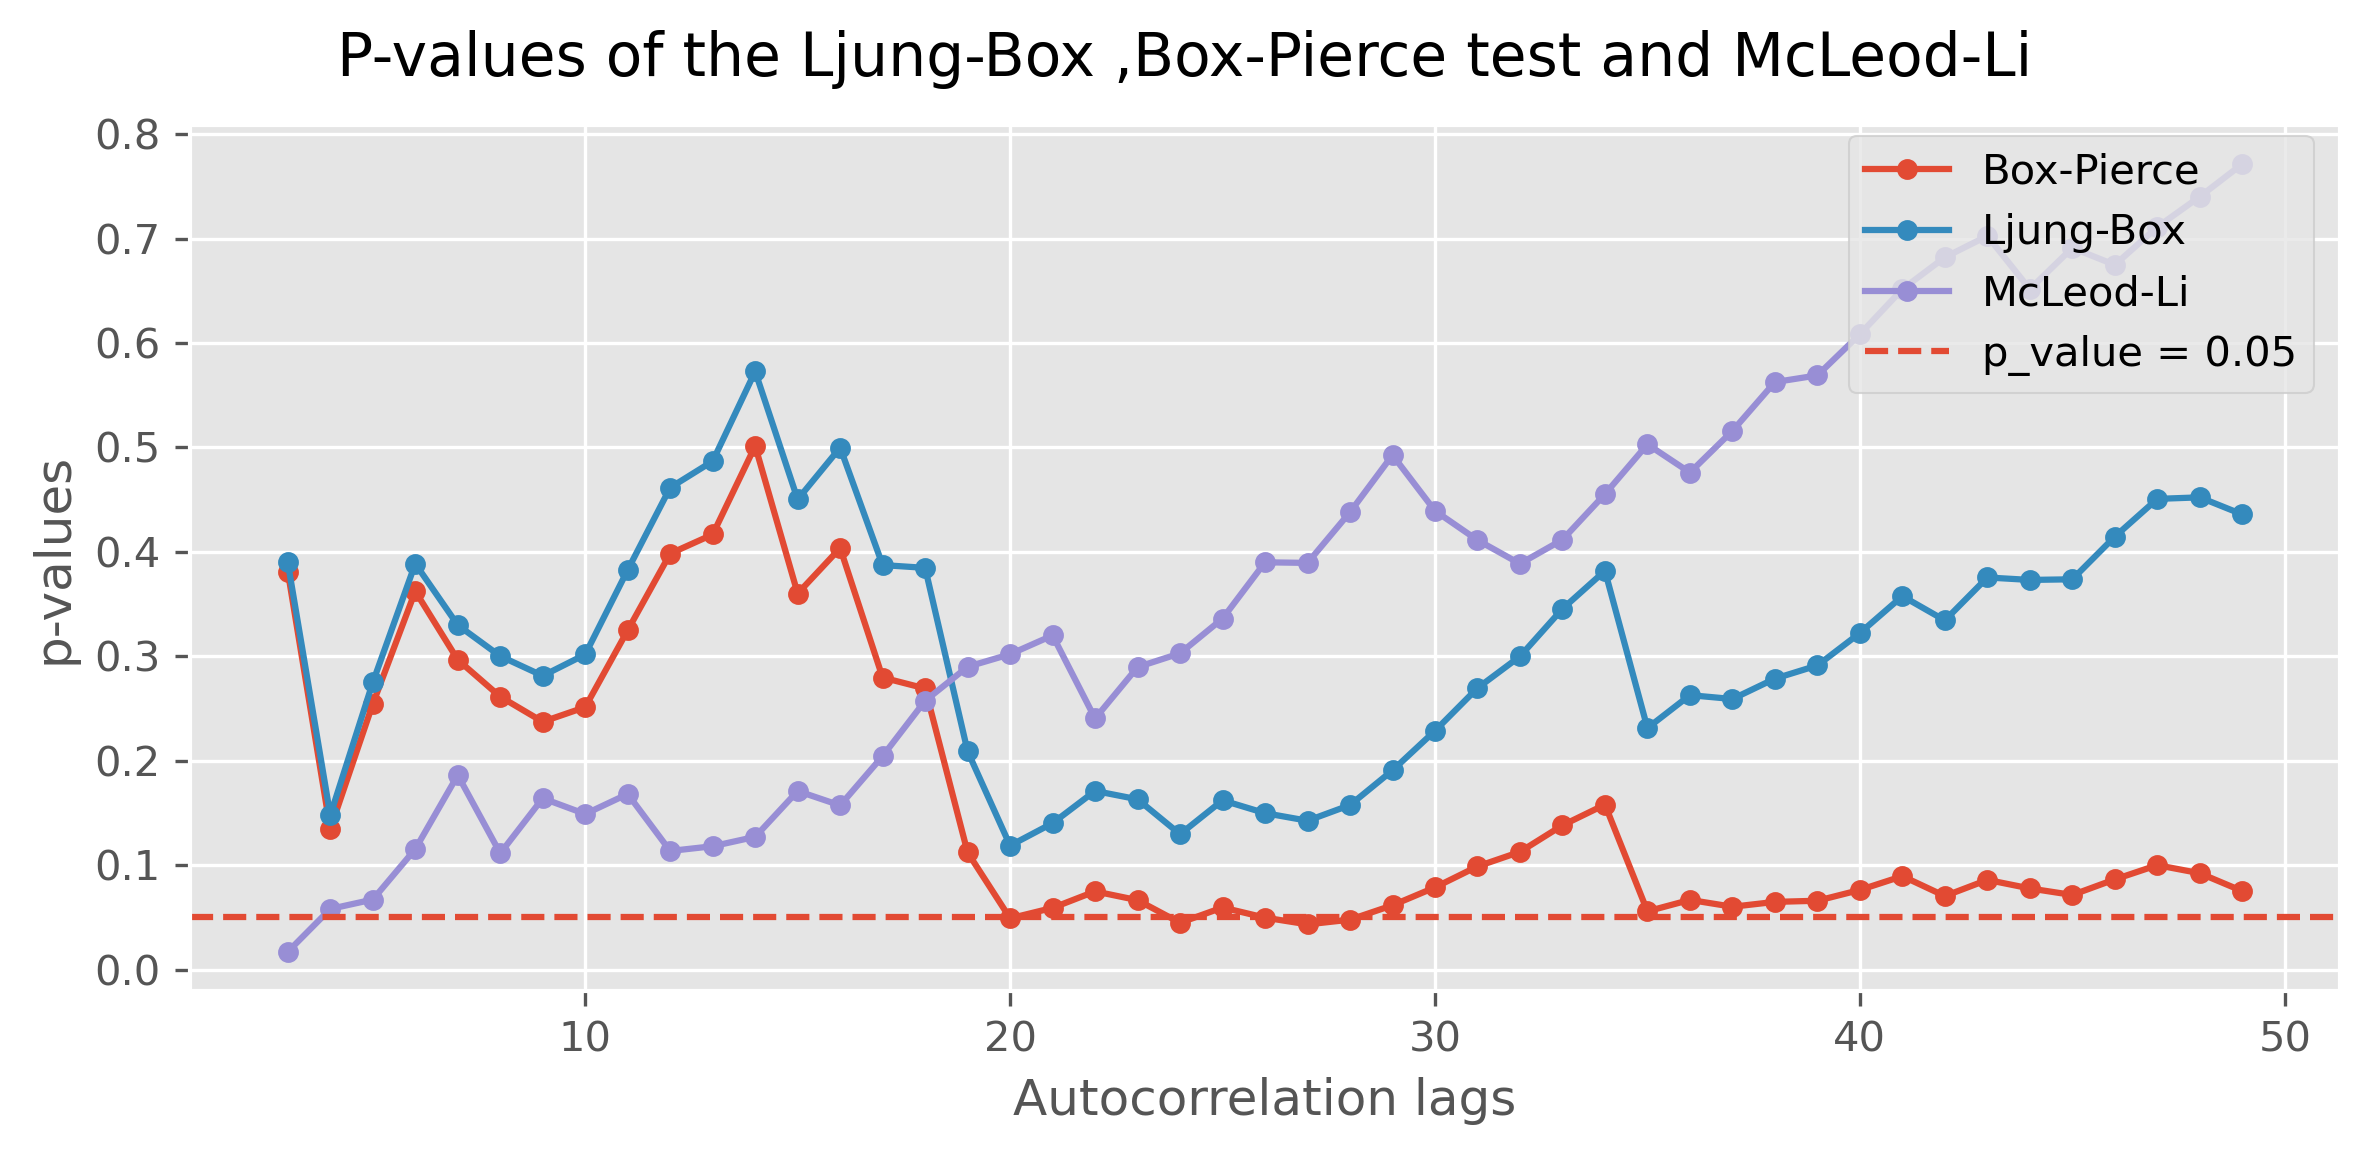 P-values of the Ljung-Box ,Box-Pierce test and McLeod-Li
0.8
0.7
0.6
0.5
0.4
0.3
0.2
0.1
0.0
p-values
Box-Pierce
Ljung-Box
McLeod-Li
p_value = 0.05
10 20 30 40 50
Autocorrelation lags